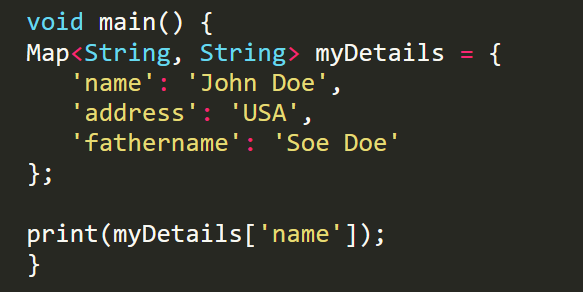 void main() {
Map<String, String> myDetails = {
   'name': 'John Doe',
   'address': 'USA',
   'fathername': 'Soe Doe'
};

print(myDetails['name']);
}